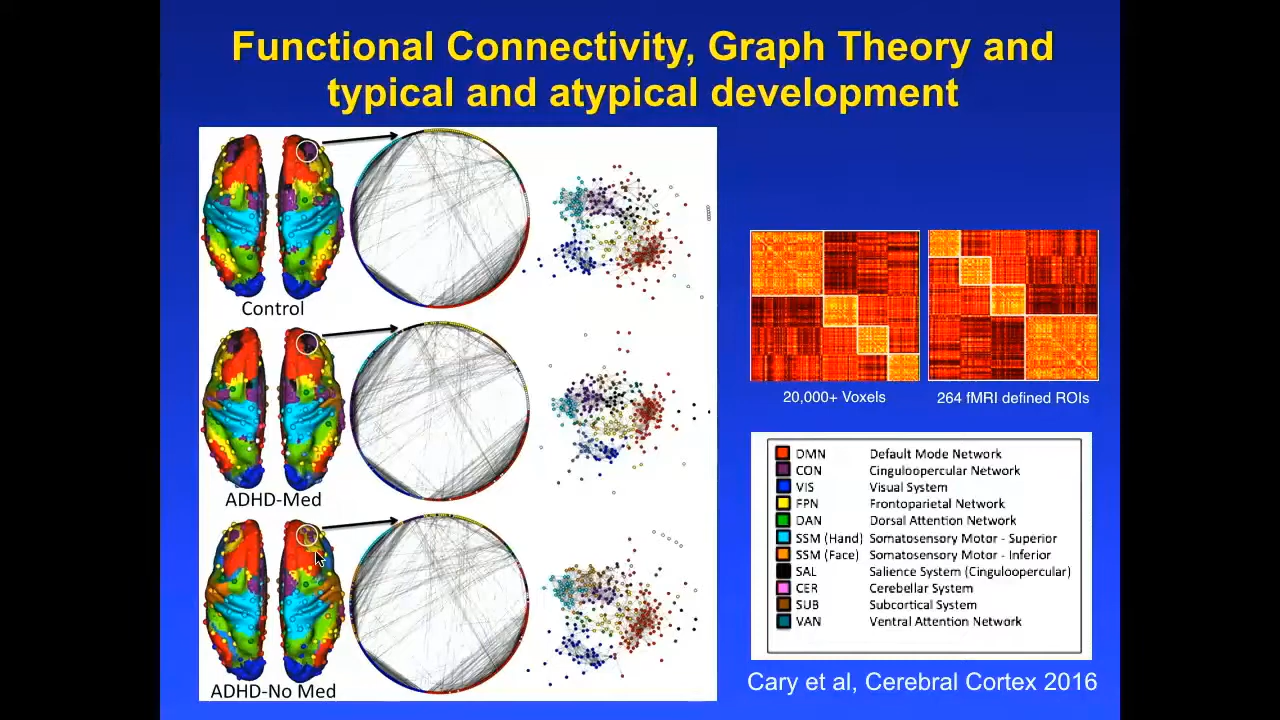 Functional Connectivity, Graph Theory and
typical and atypical development
Control
ADHD-Med
ADHD-No Med
20,000+ Voxels
264 fMRI defined ROIs
DMN Default Mode Network
CON Cinguloopercular Network
VIS Visual System
FPN Frontoparietal Network
DAN Dorsal Attention Network
SSM (Hand) Somatosensory Motor - Superior
SSM (Face) Somatosensory Motor - Inferior
SAL Salience System (Cinguloopercular)
CER Cerebellar System
SUB Subcortical System
VAN Ventral Attention Network
Cary et al, Cerebral Cortex 2016